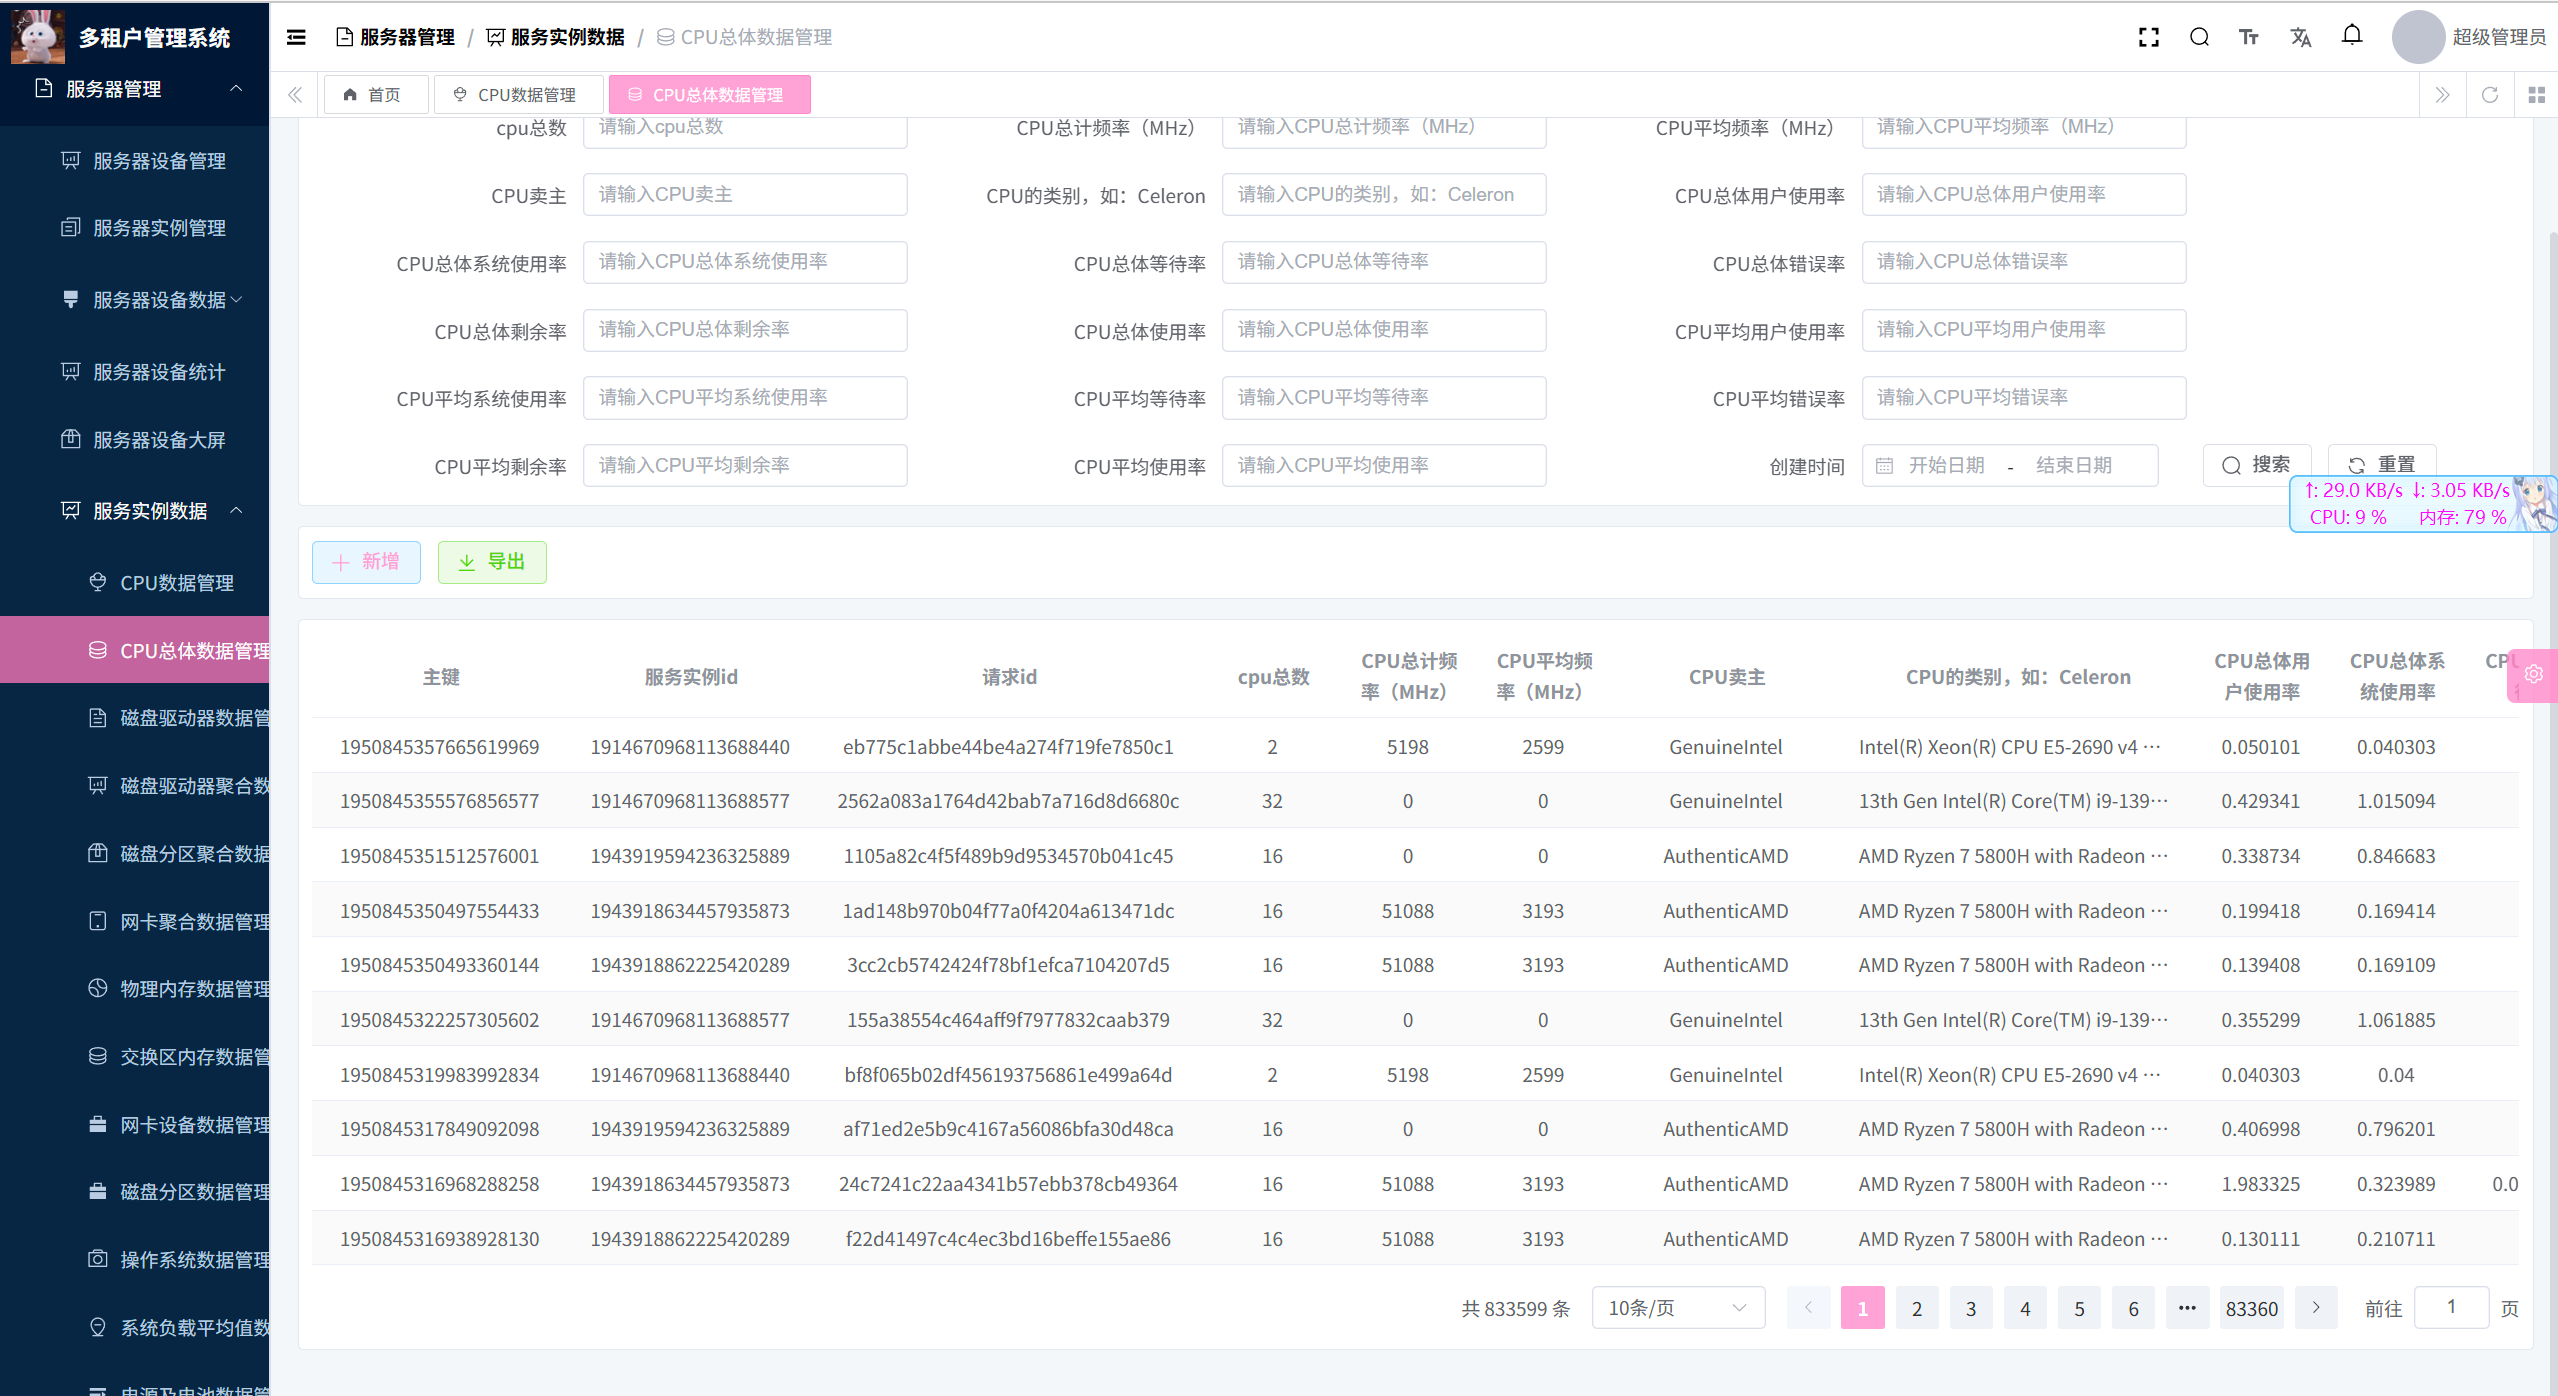 多租户管理系统
服务器管理
服务器设备管理
服务器实例管理
服务器设备数据
服务器设备统计
服务器设备大屏
服务实例数据
CPU数据管理
CPU总体数据管理
磁盘驱动器数据管
磁盘驱动器聚合数
磁盘分区聚合数据
网卡聚合数据管理
物理内存数据管理
交换区内存数据管
网卡设备数据管理
磁盘分区数据管理
操作系统数据管理
系统负载平均值数
电源及电池数据管
服务器管理 / 服务实例数据 / CPU总体数据管理
超级管理员
首页 CPU数据管理 CPU总体数据管理
cpu总数 请输入cpu总数 CPU总计频率（MHz） 请输入CPU总计频率（MHz） CPU平均频率（MHz） 请输入CPU平均频率（MHz）
CPU卖主 请输入CPU卖主 CPU的类别，如：Celeron 请输入CPU的类别，如：Celeron CPU总体用户使用率 请输入CPU总体用户使用率
CPU总体系统使用率 请输入CPU总体系统使用率 CPU总体等待率 请输入CPU总体等待率 CPU总体错误率 请输入CPU总体错误率
CPU总体剩余率 请输入CPU总体剩余率 CPU总体使用率 请输入CPU总体使用率 CPU平均用户使用率 请输入CPU平均用户使用率
CPU平均系统使用率 请输入CPU平均系统使用率 CPU平均等待率 请输入CPU平均等待率 CPU平均错误率 请输入CPU平均错误率
CPU平均剩余率 请输入CPU平均剩余率 CPU平均使用率 请输入CPU平均使用率 创建时间 开始日期 - 结束日期 搜索 重置
↑: 29.0 KB/s ↓: 3.05 KB/s
CPU: 9 % 内存: 79 %
新增 导出
主键 服务实例id 请求id cpu总数 CPU总计频率（MHz） CPU平均频率（MHz） CPU卖主 CPU的类别，如：Celeron CPU总体用户使用率 CPU总体系统使用率
1950845357665619969 1914670968113688440 eb775c1abbe44be4a274f719fe7850c1 2 5198 2599 GenuineIntel Intel(R) Xeon(R) CPU E5-2690 v4 ··· 0.050101 0.040303
1950845355576856577 1914670968113688577 2562a083a1764d42bab7a716d8d6680c 32 0 0 GenuineIntel 13th Gen Intel(R) Core(TM) i9-139··· 0.429341 1.015094
1950845351512576001 1943919594236325889 1105a82c4f5f489b9d9534570b041c45 16 0 0 AuthenticAMD AMD Ryzen 7 5800H with Radeon ··· 0.338734 0.846683
1950845350497554433 1943918634457935873 1ad148b970b04f77a0f4204a613471dc 16 51088 3193 AuthenticAMD AMD Ryzen 7 5800H with Radeon ··· 0.199418 0.169414
1950845350493360144 1943918862225420289 3cc2cb5742424f78bf1efca7104207d5 16 51088 3193 AuthenticAMD AMD Ryzen 7 5800H with Radeon ··· 0.139408 0.169109
1950845322257305602 1914670968113688577 155a38554c464aff9f7977832caab379 32 0 0 GenuineIntel 13th Gen Intel(R) Core(TM) i9-139··· 0.355299 1.061885
1950845319983992834 1914670968113688440 bf8f065b02df456193756861e499a64d 2 5198 2599 GenuineIntel Intel(R) Xeon(R) CPU E5-2690 v4 ··· 0.040303 0.04
1950845317849092098 1943919594236325889 af71ed2e5b9c4167a56086bfa30d48ca 16 0 0 AuthenticAMD AMD Ryzen 7 5800H with Radeon ··· 0.406998 0.796201
1950845316968288258 1943918634457935873 24c7241c22aa4341b57ebb378cb49364 16 51088 3193 AuthenticAMD AMD Ryzen 7 5800H with Radeon ··· 1.983325 0.323989 0.0
1950845316938928130 1943918862225420289 f22d41497c4c4ec3bd16beffe155ae86 16 51088 3193 AuthenticAMD AMD Ryzen 7 5800H with Radeon ··· 0.130111 0.210711
共 833599 条 10条/页 1 2 3 4 5 6 ··· 83360 前往 1 页